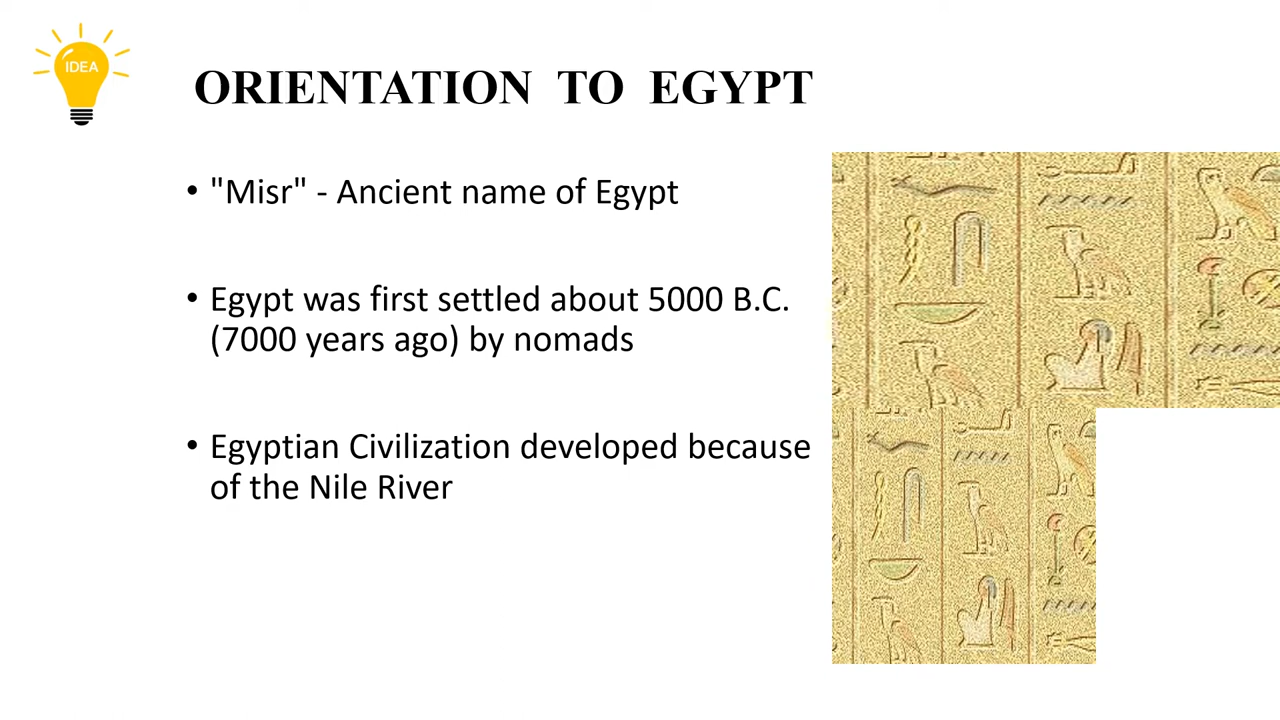 IDEA
ORIENTATION TO EGYPT
• "Misr" - Ancient name of Egypt
• Egypt was first settled about 5000 B.C.
(7000 years ago) by nomads
• Egyptian Civilization developed because
of the Nile River